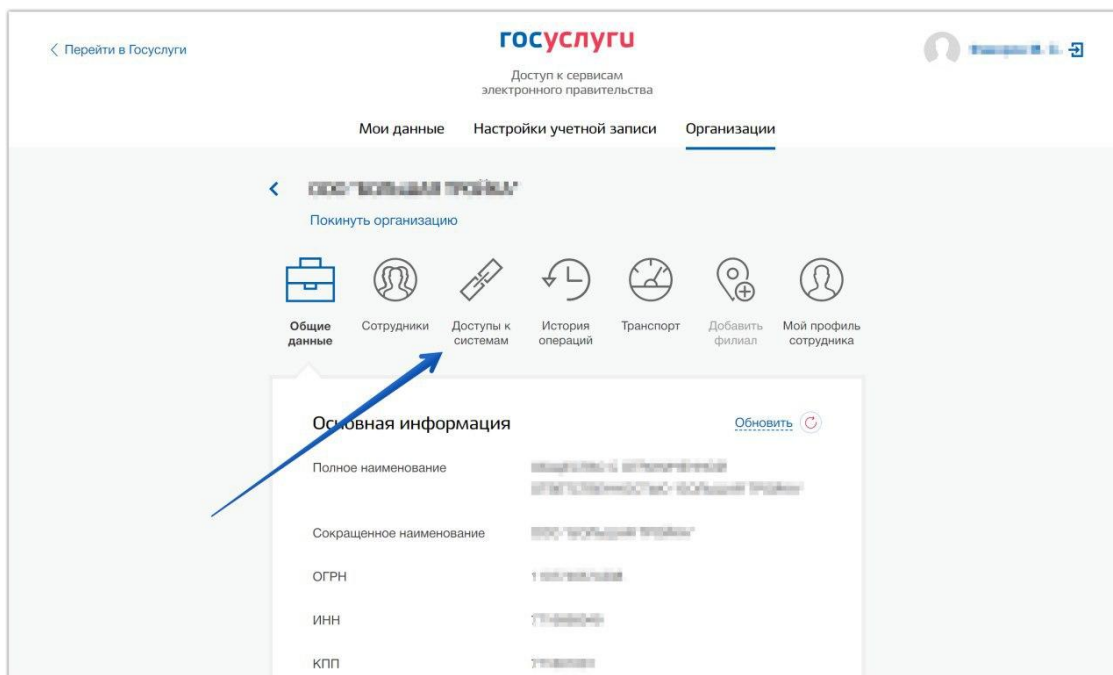 Перейти в Госуслуги
госуслуги
Доступ к сервисам
электронного правительства
Мои данные Настройки учетной записи Организации
Покинуть организацию
Общие данные
Сотрудники
Доступы к системам
История операций
Транспорт
Добавить филиал
Мой профиль сотрудника
Основная информация Обновить
Полное наименование
Сокращенное наименование
ОГРН
ИНН
КПП